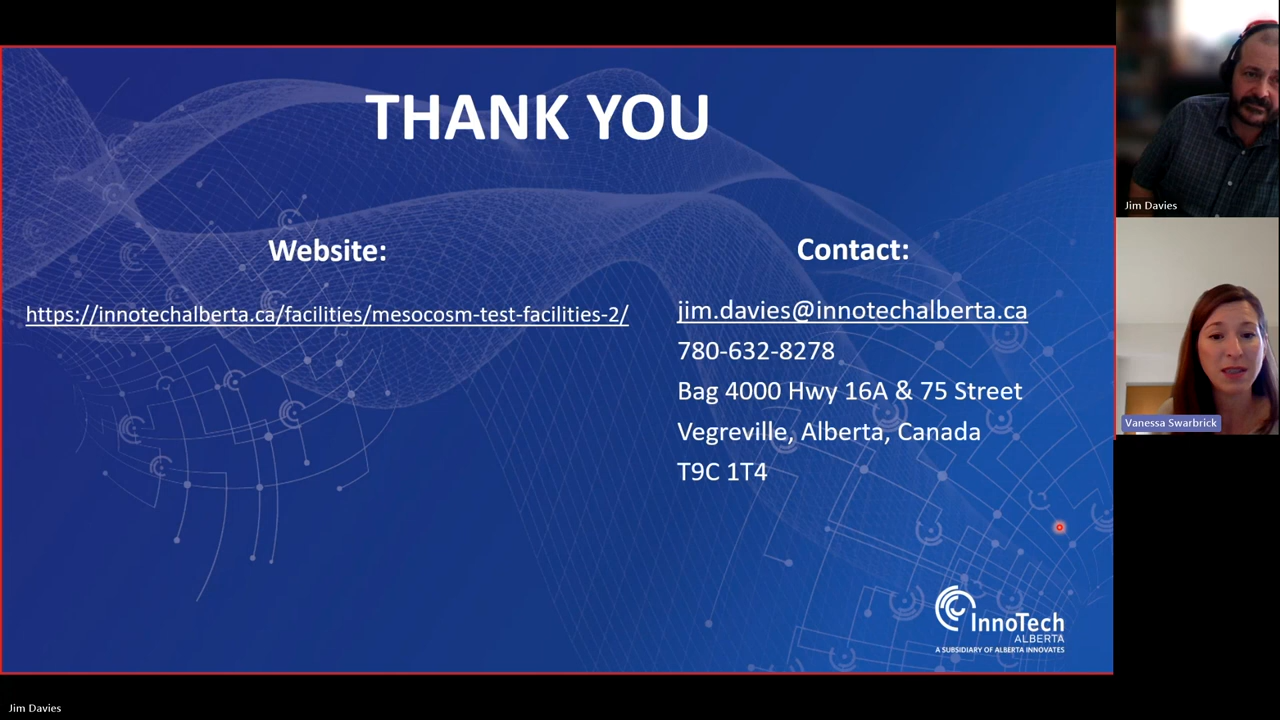 THANK YOU
Website:
https://innotechalberta.ca/facilities/mesocosm-test-facilities-2/
Contact:
jim.davies@innotechalberta.ca
780-632-8278
Bag 4000 Hwy 16A & 75 Street
Vegreville, Alberta, Canada
T9C 1T4
InnoTech
ALBERTA
A SUBSIDIARY OF ALBERTA INNOVATES
Jim Davies
Vanessa Swarbrick
Jim Davies